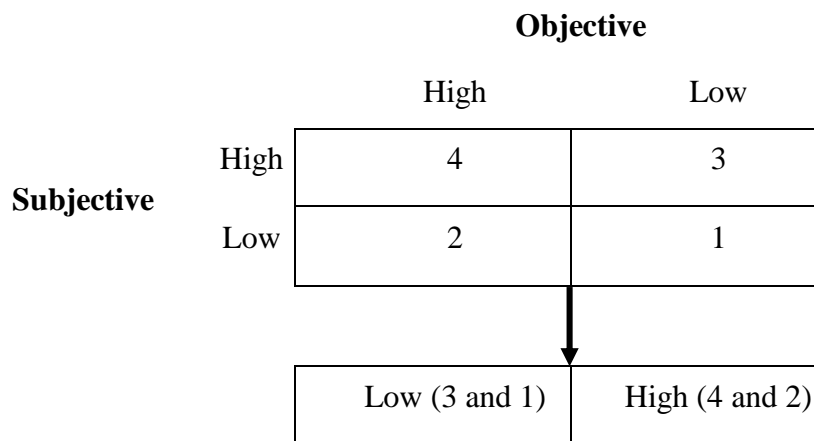 Objective
High Low
High 4 3
Subjective
Low 2 1
Low (3 and 1) High (4 and 2)